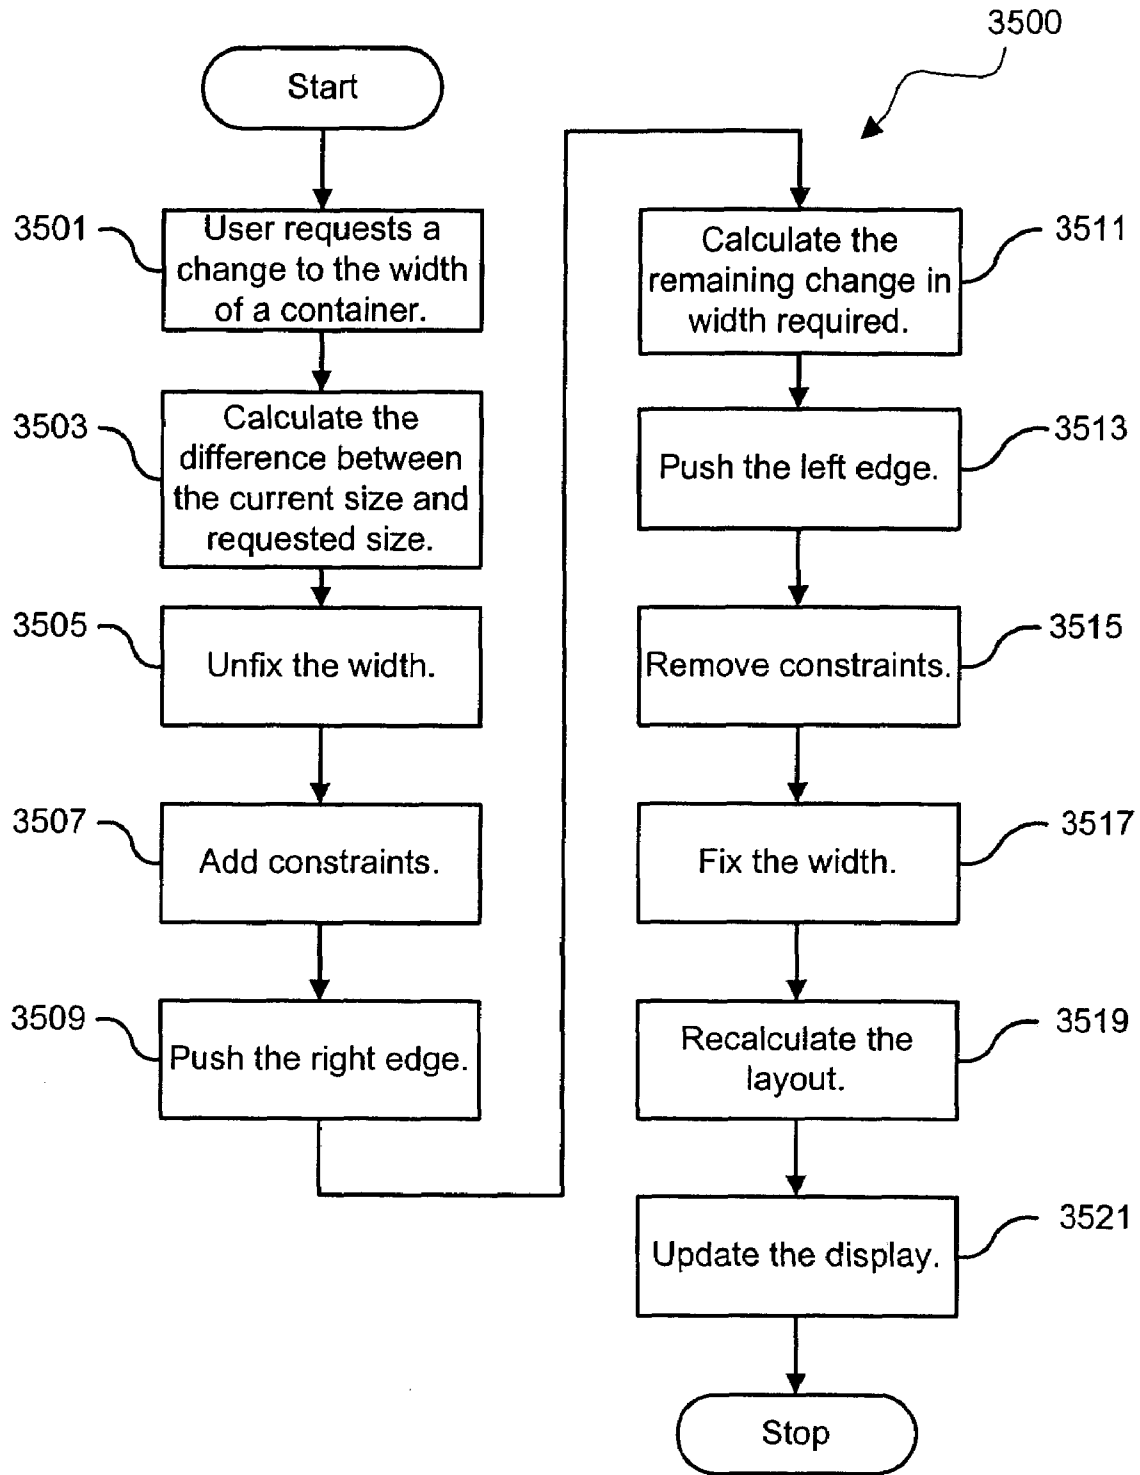 3500
Start
3501
User requests a
change to the width
of a container.
3503
Calculate the
difference between
the current size and
requested size.
3505
Unfix the width.
3507
Add constraints.
3509
Push the right edge.
3511
Calculate the
remaining change in
width required.
3513
Push the left edge.
3515
Remove constraints.
3517
Fix the width.
3519
Recalculate the
layout.
3521
Update the display.
Stop